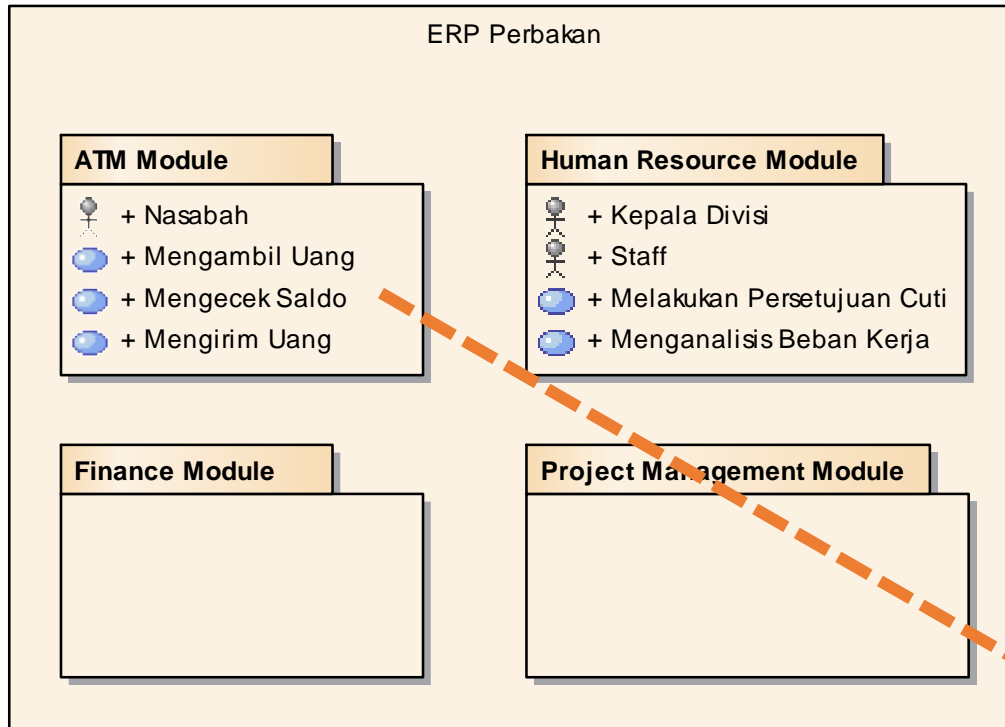 ERP Perbakan
ATM Module
+ Nasabah
+ Mengambil Uang
+ Mengecek Saldo
+ Mengirim Uang
Human Resource Module
+ Kepala Divisi
+ Staff
+ Melakukan Persetujuan Cuti
+ Menganalisis Beban Kerja
Finance Module
Project Management Module